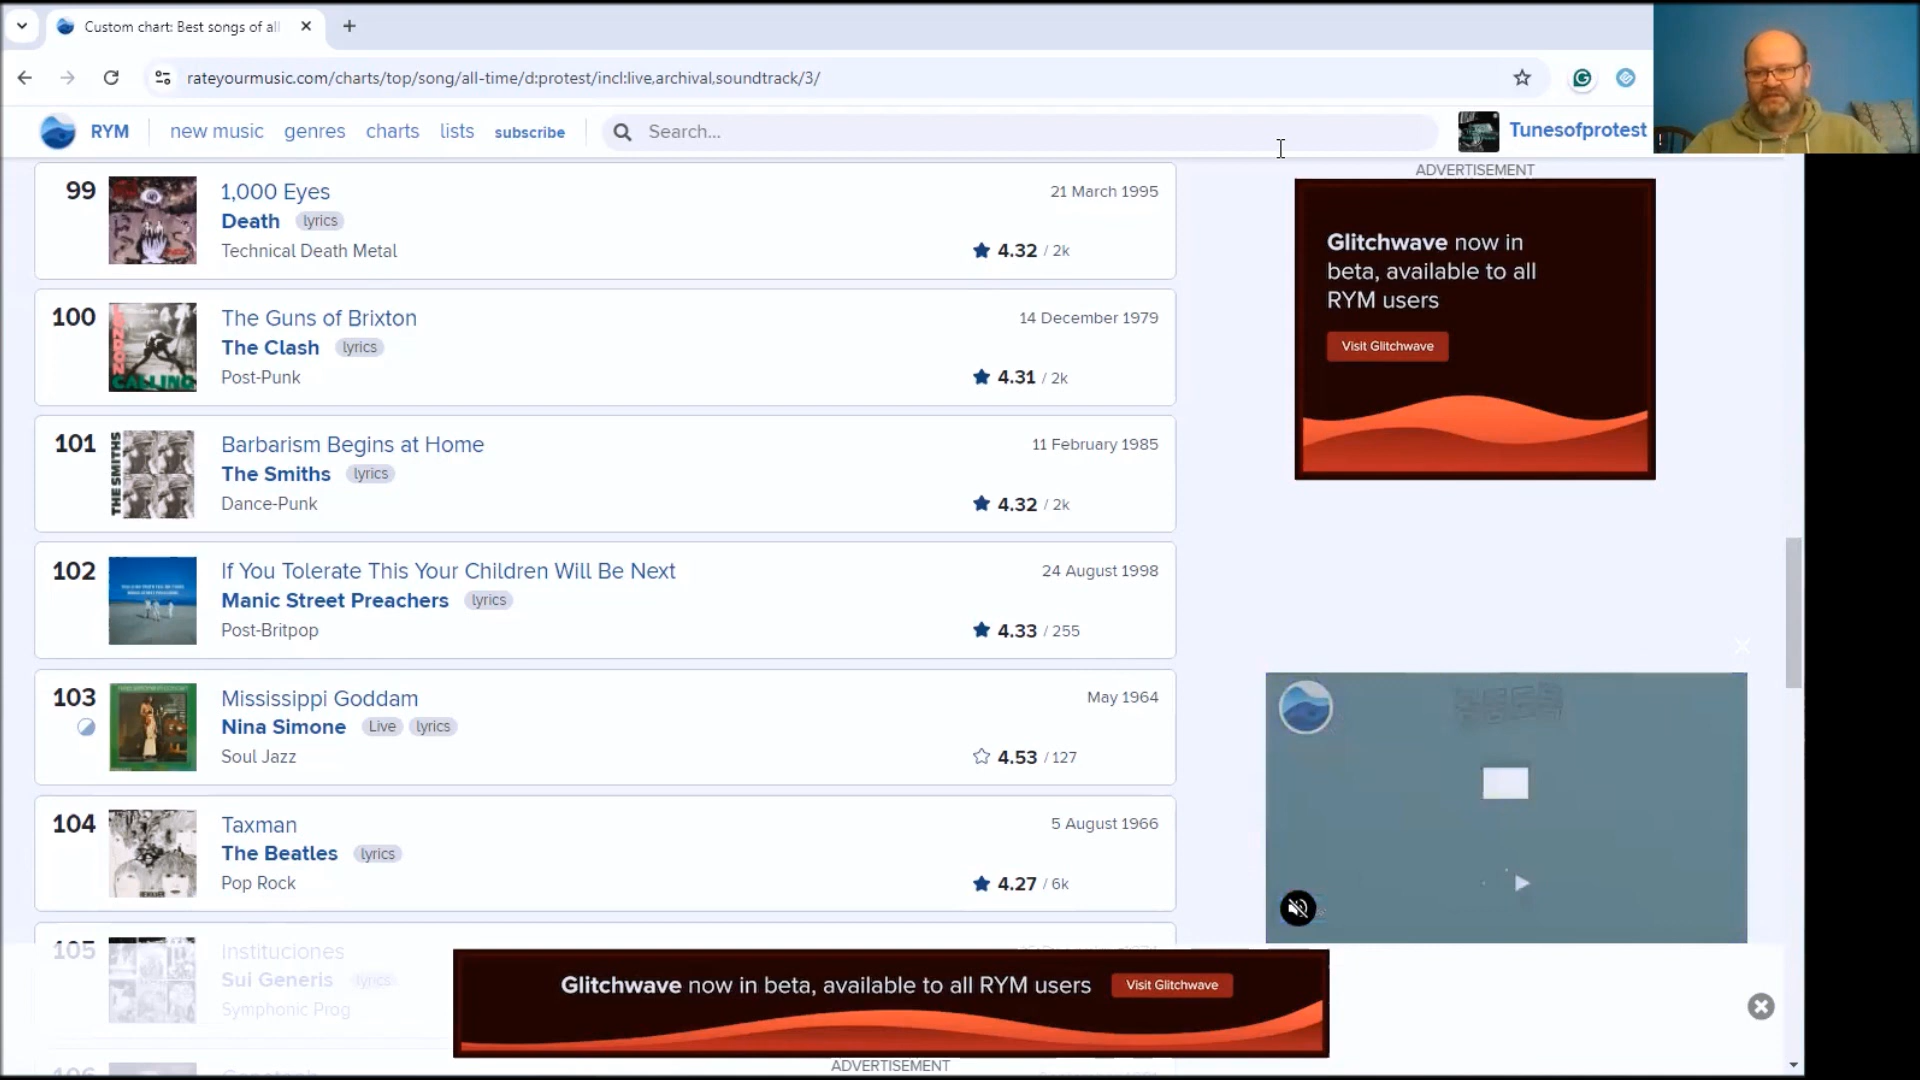 Custom chart: Best songs of all
rateyourmusic.com/charts/top/song/all-time/d:protest/incl:live,archival,soundtrack/3/
RYM new music genres charts lists subscribe Search... Tunesofprotest
99 1,000 Eyes 21 March 1995
Death lyrics
Technical Death Metal 4.32 / 2k
100 The Guns of Brixton 14 December 1979
The Clash lyrics
Post-Punk 4.31 / 2k
101 Barbarism Begins at Home 11 February 1985
The Smiths lyrics
Dance-Punk 4.32 / 2k
102 If You Tolerate This Your Children Will Be Next 24 August 1998
Manic Street Preachers lyrics
Post-Britpop 4.33 / 255
103 Mississippi Goddam May 1964
Nina Simone Live lyrics
Soul Jazz 4.53 / 127
104 Taxman 5 August 1966
The Beatles lyrics
Pop Rock 4.27 / 6k
105 Instituciones
Sui Generis lyrics
Symphonic Prog
ADVERTISEMENT
Glitchwave now in
beta, available to all
RYM users
Visit Glitchwave
Glitchwave now in beta, available to all RYM users Visit Glitchwave
ADVERTISEMENT
THE SMITHS
CALLING